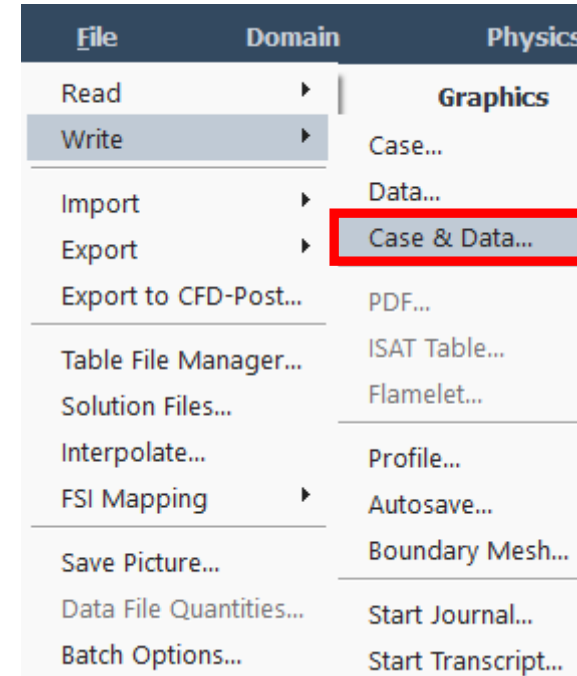 File Domain Physics
Read
Write
Import
Export
Export to CFD-Post...
Table File Manager...
Solution Files...
Interpolate...
FSI Mapping
Save Picture...
Data File Quantities...
Batch Options...
Graphics
Case...
Data...
Case & Data...
PDF...
ISAT Table...
Flamelet...
Profile...
Autosave...
Boundary Mesh...
Start Journal...
Start Transcript...